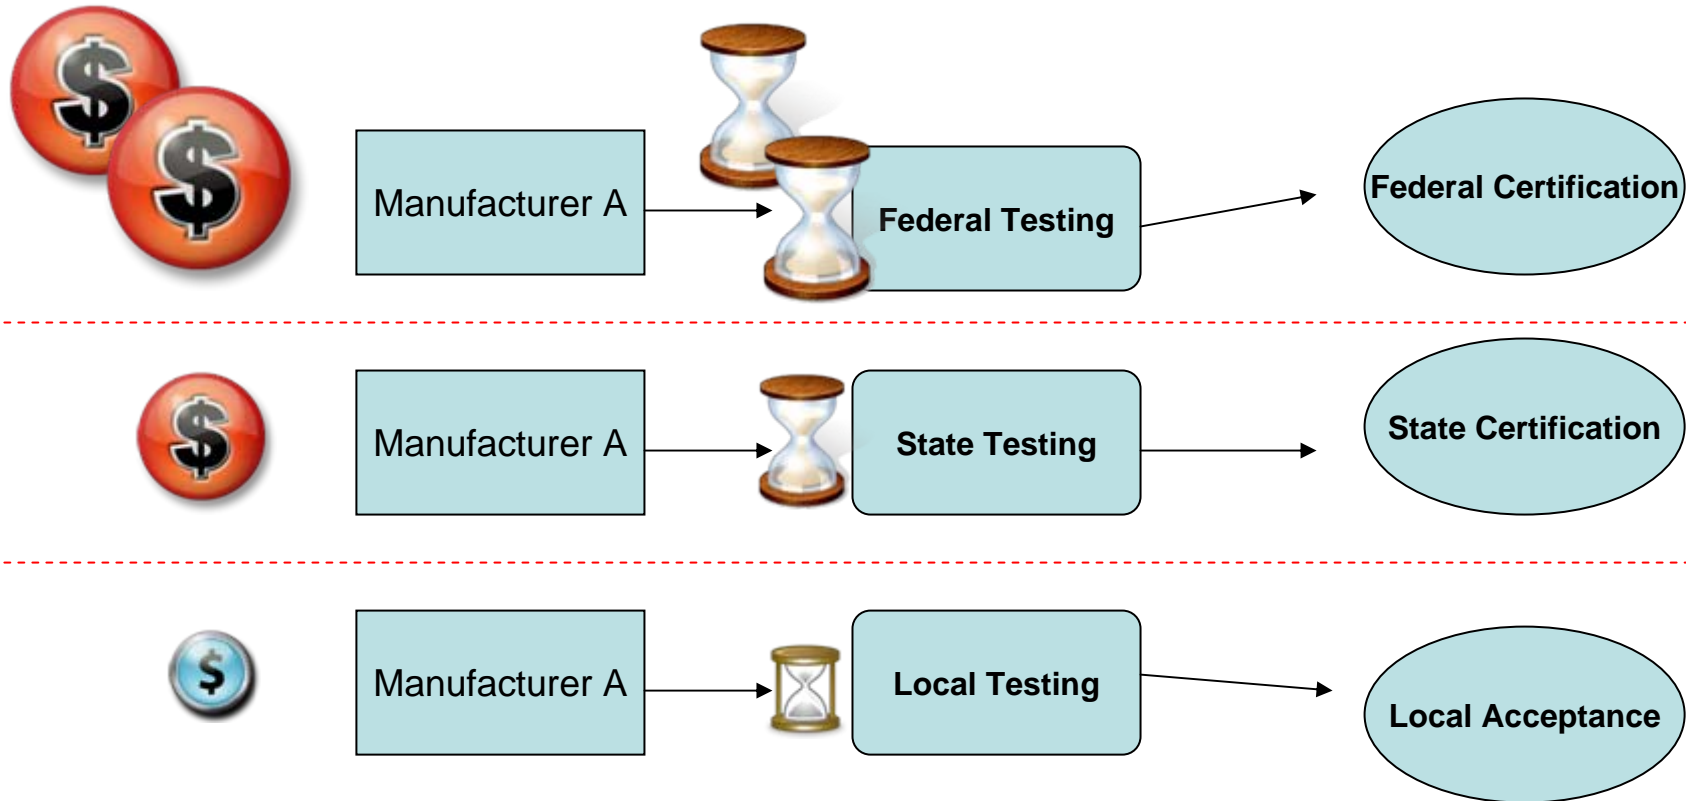 $
$
Manufacturer A
Federal Testing
Federal Certification
$
Manufacturer A
State Testing
State Certification
$
Manufacturer A
Local Testing
Local Acceptance